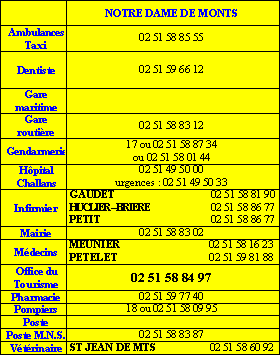 NOTRE DAME DE MONTS
Ambulances
Taxi
02 51 58 85 55
Dentiste
02 51 59 66 12
Gare
maritime
Gare
routière
02 51 58 83 12
Gendarmerie
17 ou 02 51 58 87 34
ou 02 51 58 01 44
Hôpital
Challans
02 51 49 50 00
urgences : 02 51 49 50 33
Infirmier
GAUDET 02 51 58 81 90
HUCLIER–BRIERE 02 51 58 86 77
PETIT 02 51 58 86 77
Mairie
02 51 58 83 02
Médecins
MEUNIER 02 51 58 16 23
PETELET 02 51 59 81 88
Office du
Tourisme
02 51 58 84 97
Pharmacie
02 51 59 77 40
Pompiers
18 ou 02 51 58 09 95
Poste
Poste M.N.S.
02 51 58 83 87
Vétérinaire
ST JEAN DE MTS 02 51 58 60 92